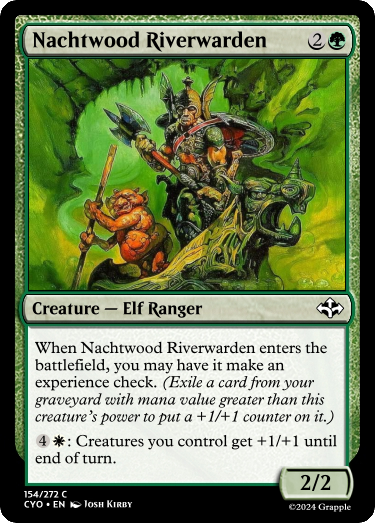 Nachtwood Riverwarden 2
Creature — Elf Ranger
When Nachtwood Riverwarden enters the
battlefield, you may have it make an
experience check. (Exile a card from your
graveyard with mana value greater than this
creature's power to put a +1/+1 counter on it.)
4 : Creatures you control get +1/+1 until
end of turn.
2/2
154/272 C
CYO • EN Josh Kirby
©2024 Grapple